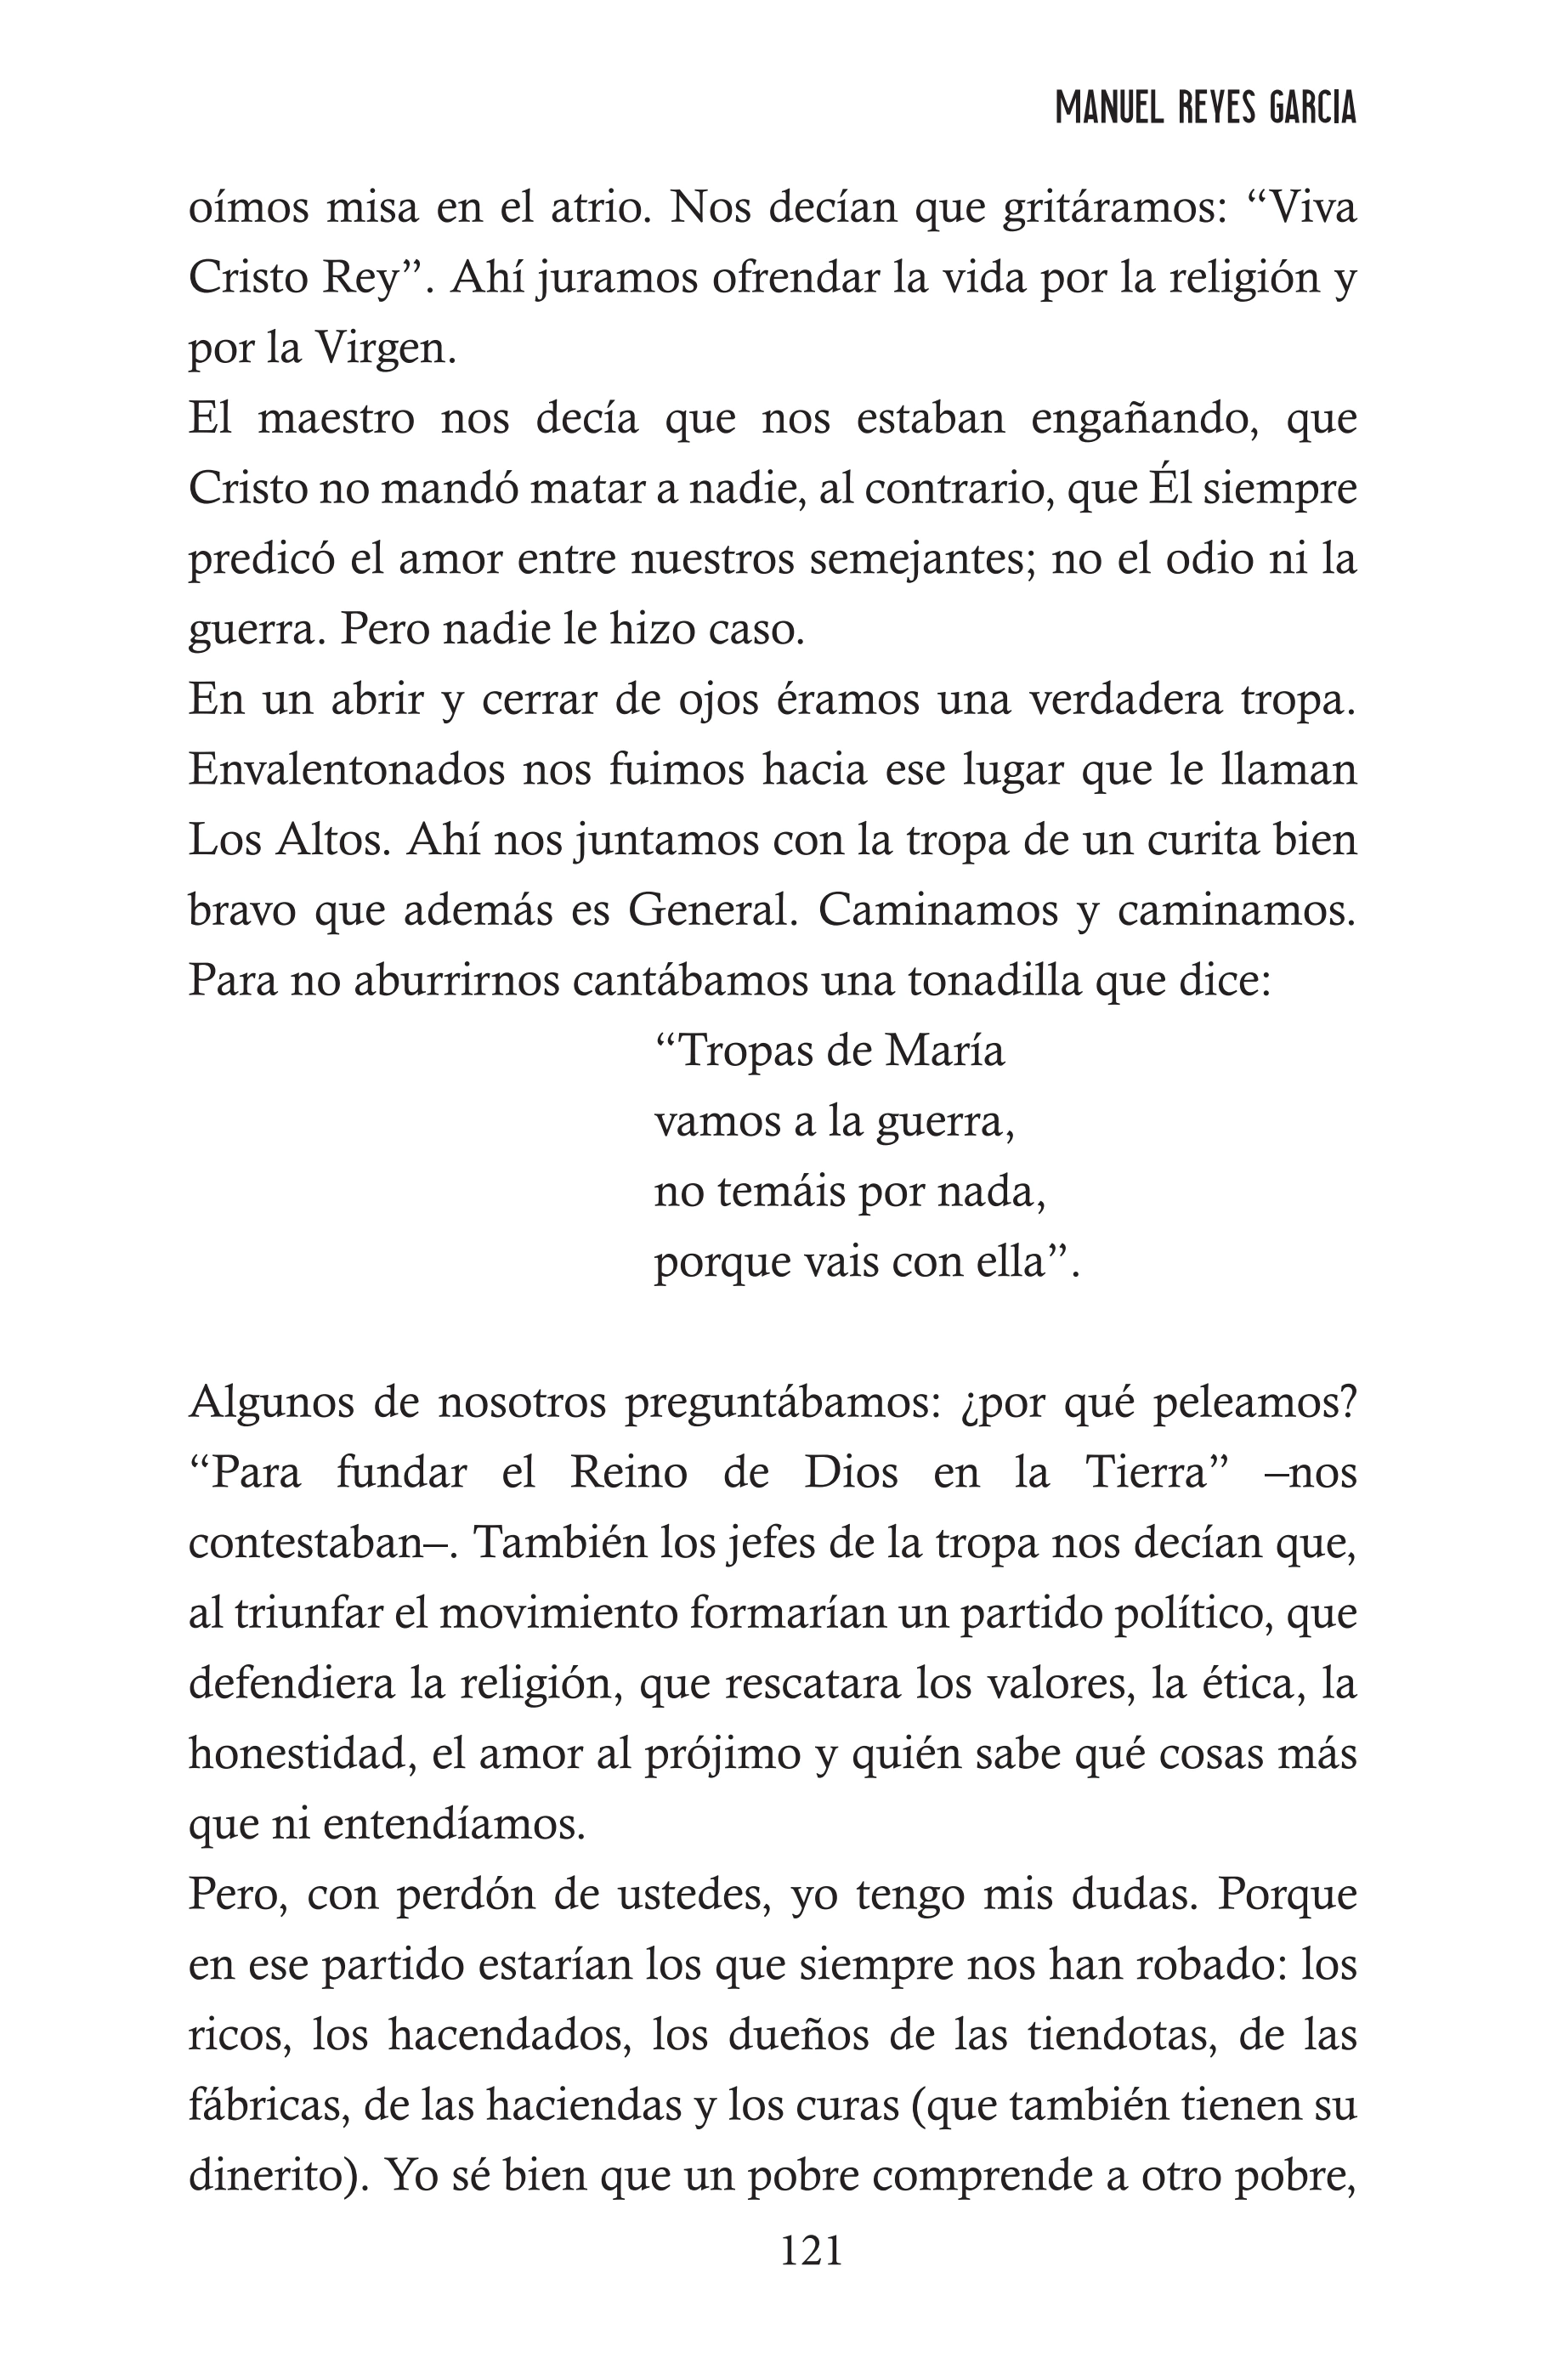 MANUEL REYES GARCIA
oímos misa en el atrio. Nos decían que gritáramos: “Viva
Cristo Rey”. Ahí juramos ofrendar la vida por la religión y
por la Virgen.
El maestro nos decía que nos estaban engañando, que
Cristo no mandó matar a nadie, al contrario, que Él siempre
predicó el amor entre nuestros semejantes; no el odio ni la
guerra. Pero nadie le hizo caso.
En un abrir y cerrar de ojos éramos una verdadera tropa.
Envalentonados nos fuimos hacia ese lugar que le llaman
Los Altos. Ahí nos juntamos con la tropa de un curita bien
bravo que además es General. Caminamos y caminamos.
Para no aburrirnos cantábamos una tonadilla que dice:
“Tropas de María
vamos a la guerra,
no temáis por nada,
porque vais con ella”.
Algunos de nosotros preguntábamos: ¿por qué peleamos?
“Para fundar el Reino de Dios en la Tierra” –nos
contestaban–. También los jefes de la tropa nos decían que,
al triunfar el movimiento formarían un partido político, que
defendiera la religión, que rescatara los valores, la ética, la
honestidad, el amor al prójimo y quién sabe qué cosas más
que ni entendíamos.
Pero, con perdón de ustedes, yo tengo mis dudas. Porque
en ese partido estarían los que siempre nos han robado: los
ricos, los hacendados, los dueños de las tiendotas, de las
fábricas, de las haciendas y los curas (que también tienen su
dinerito). Yo sé bien que un pobre comprende a otro pobre,
121